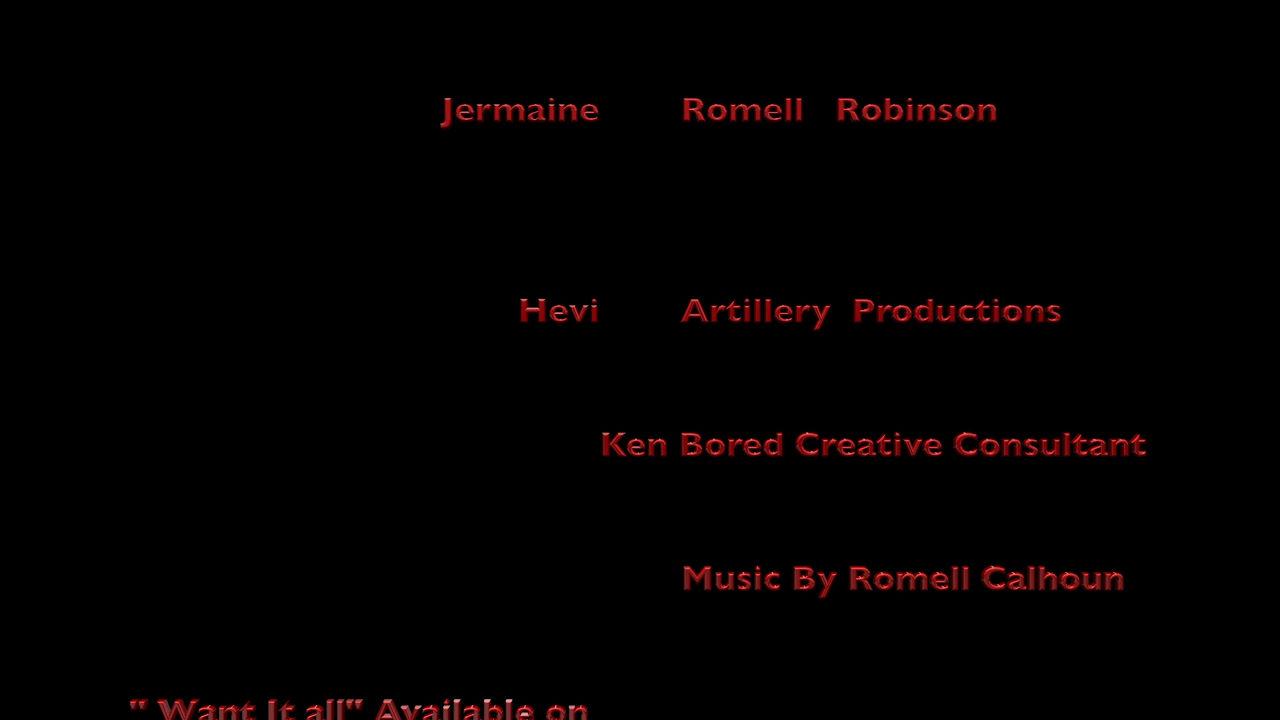 Jermaine Romell Robinson
Hevi Artillery Productions
Ken Bored Creative Consultant
Music By Romell Calhoun
" Want It all" Available on